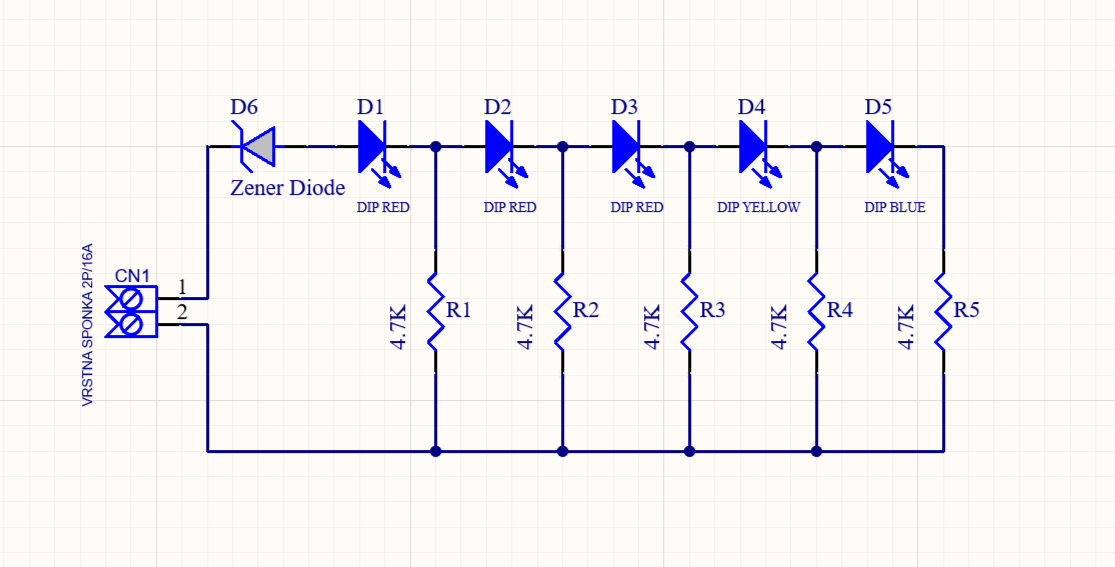 D6
D1
D2
D3
D4
D5
Zener Diode
DIP RED
DIP RED
DIP RED
DIP YELLOW
DIP BLUE
VRSTNA SPONKA 2P/16A
CN1
1
2
4.7K
R1
4.7K
R2
4.7K
R3
4.7K
R4
4.7K
R5